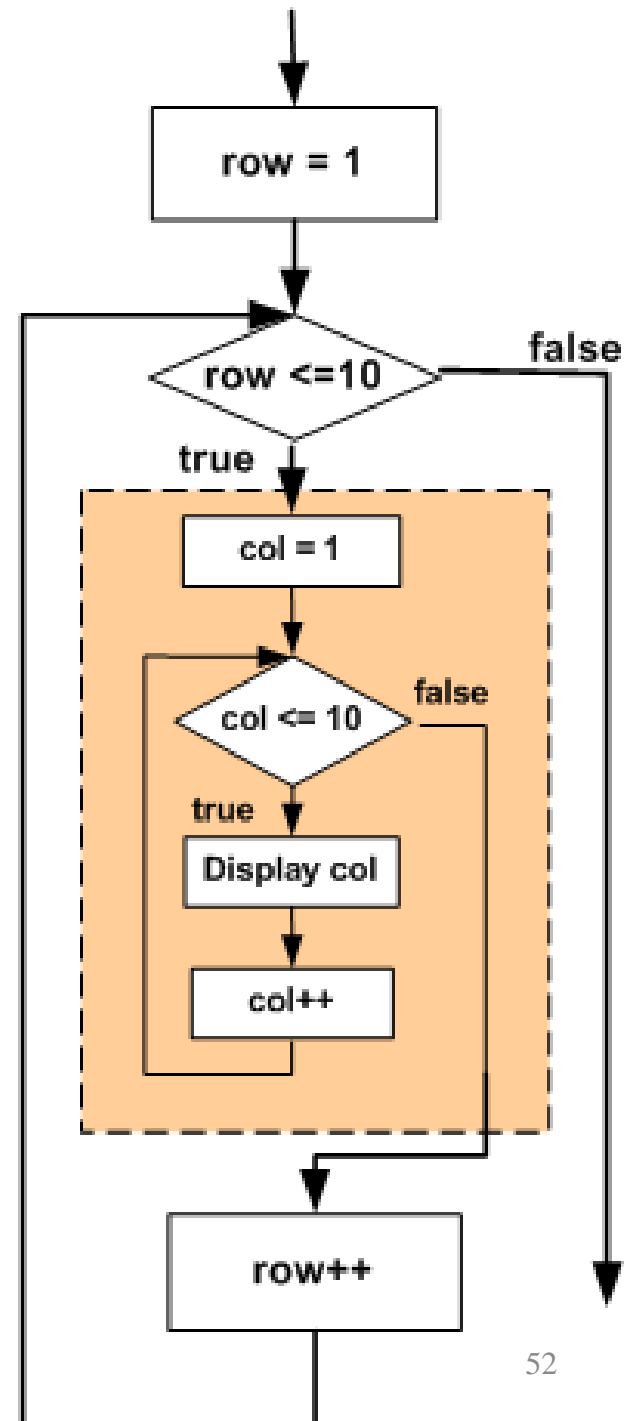 row = 1
row <=10
false
true
col = 1
col <= 10
false
true
Display col
col++
row++
52